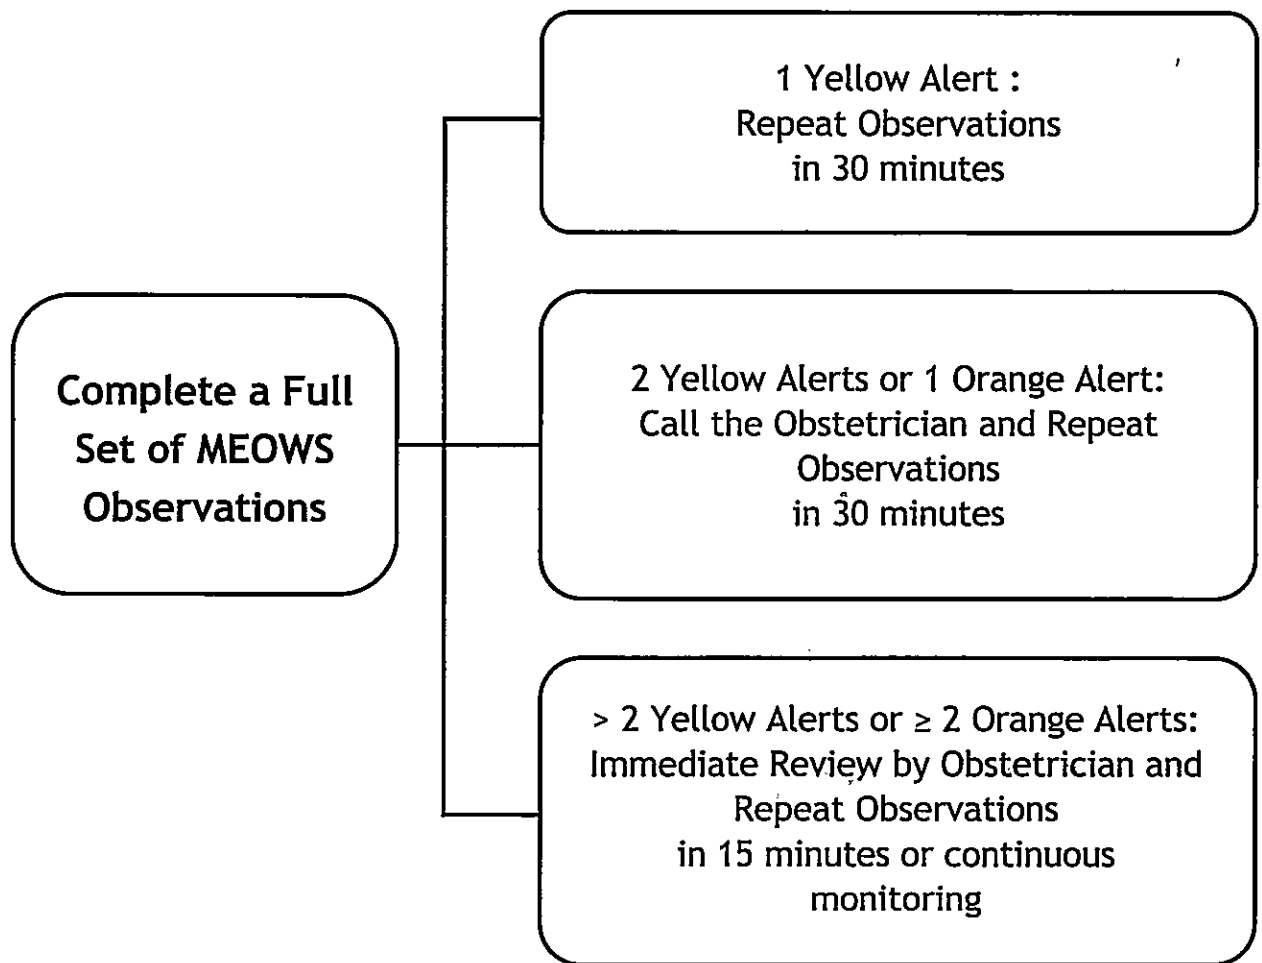 1 Yellow Alert :
Repeat Observations
in 30 minutes
Complete a Full
Set of MEOWS
Observations
2 Yellow Alerts or 1 Orange Alert:
Call the Obstetrician and Repeat
Observations
in 30 minutes
> 2 Yellow Alerts or ≥ 2 Orange Alerts:
Immediate Review by Obstetrician and
Repeat Observations
in 15 minutes or continuous
monitoring